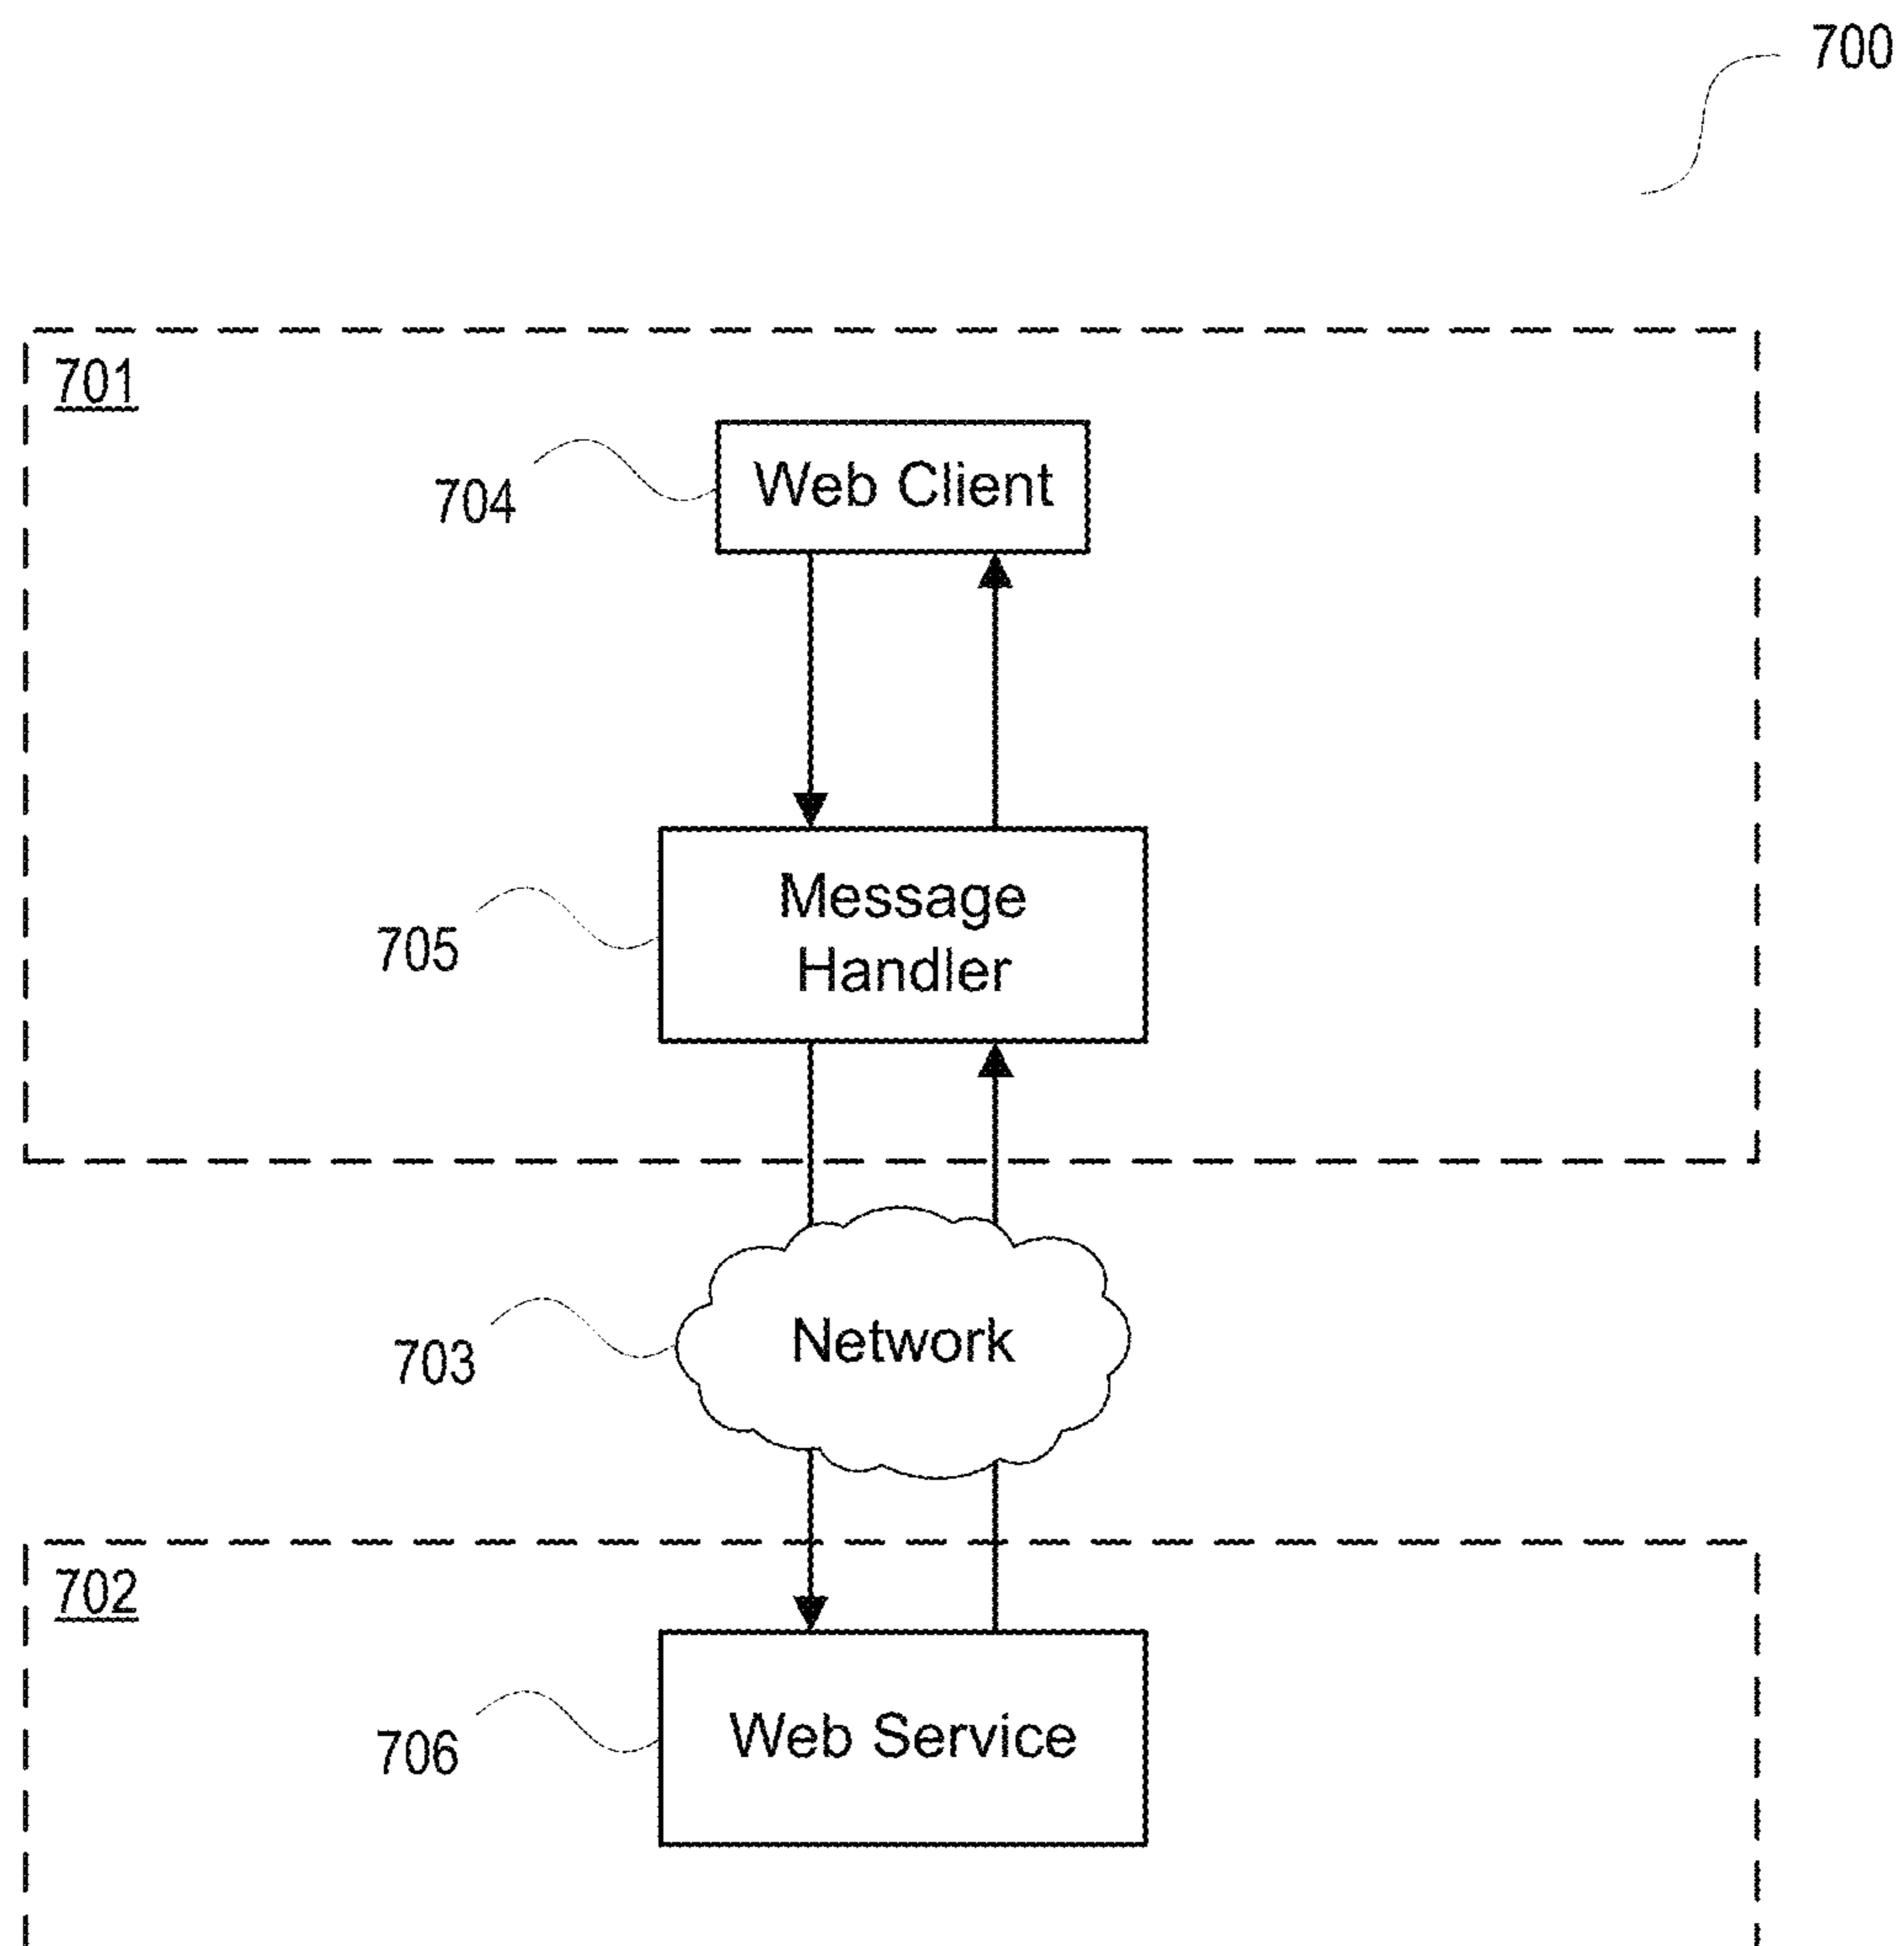 700
701
Web Client
704
Message
Handler
705
Network
703
702
Web Service
706